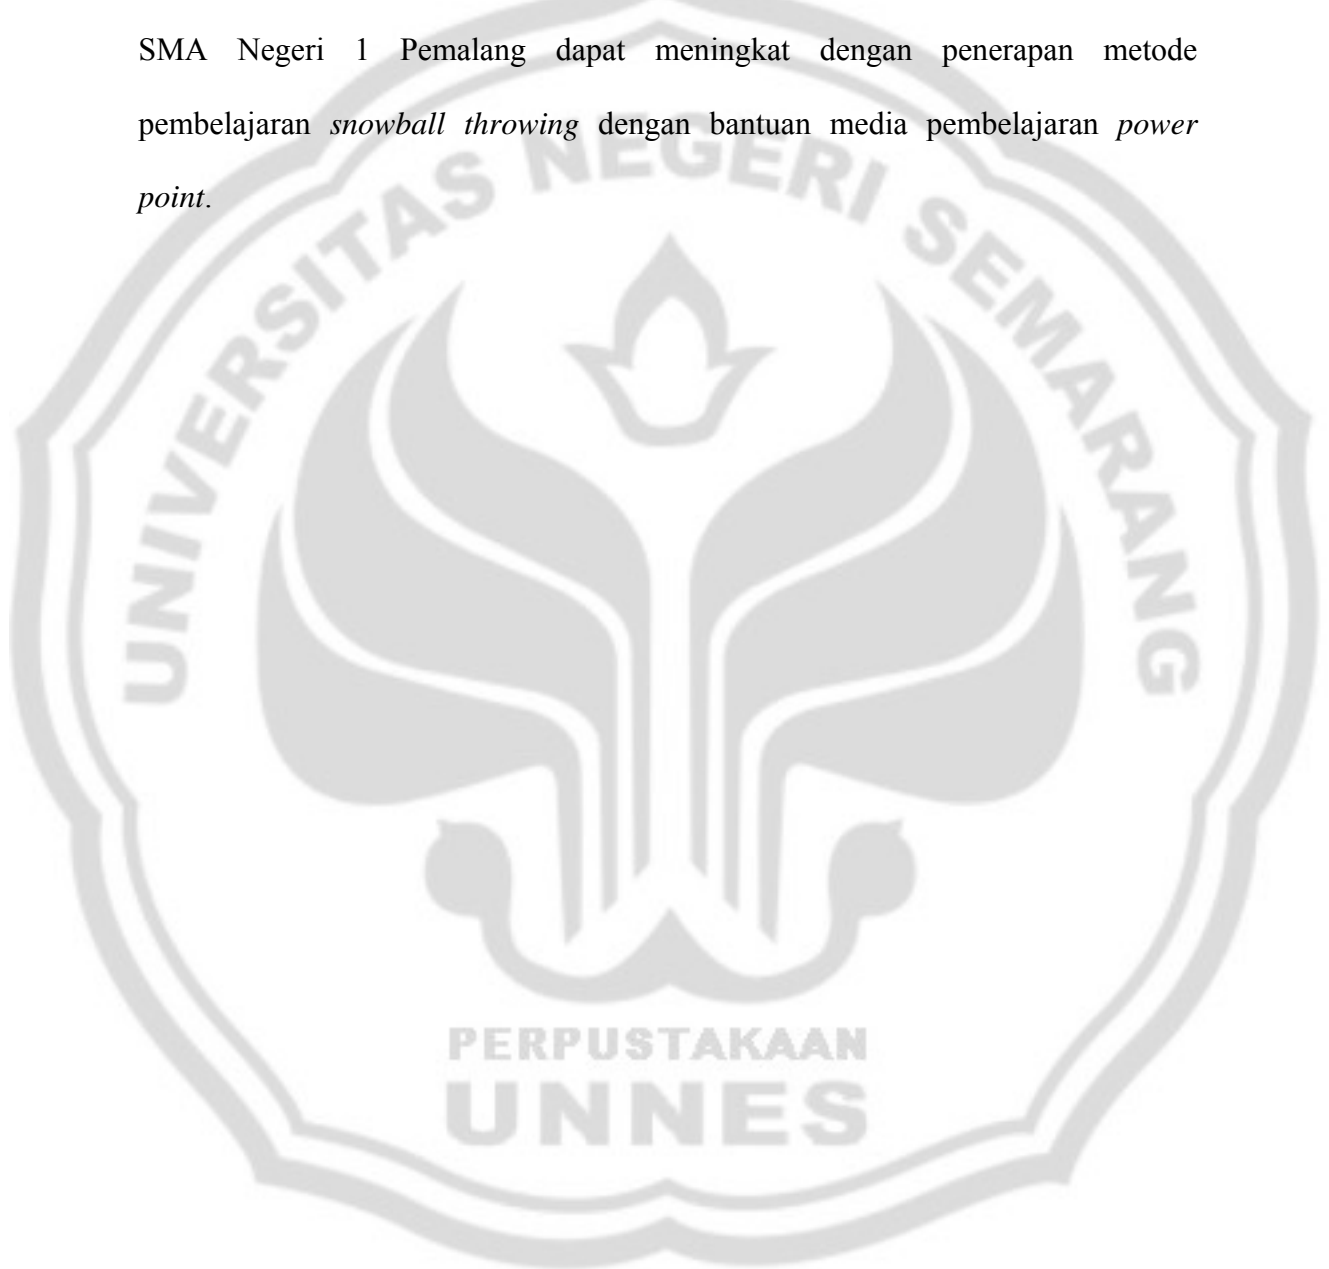 SMA Negeri 1 Pemalang dapat meningkat dengan penerapan metode
pembelajaran snowball throwing dengan bantuan media pembelajaran power
point.
UNIVERSITAS NEGERI SEMARANG
PERPUSTAKAAN
UNNES